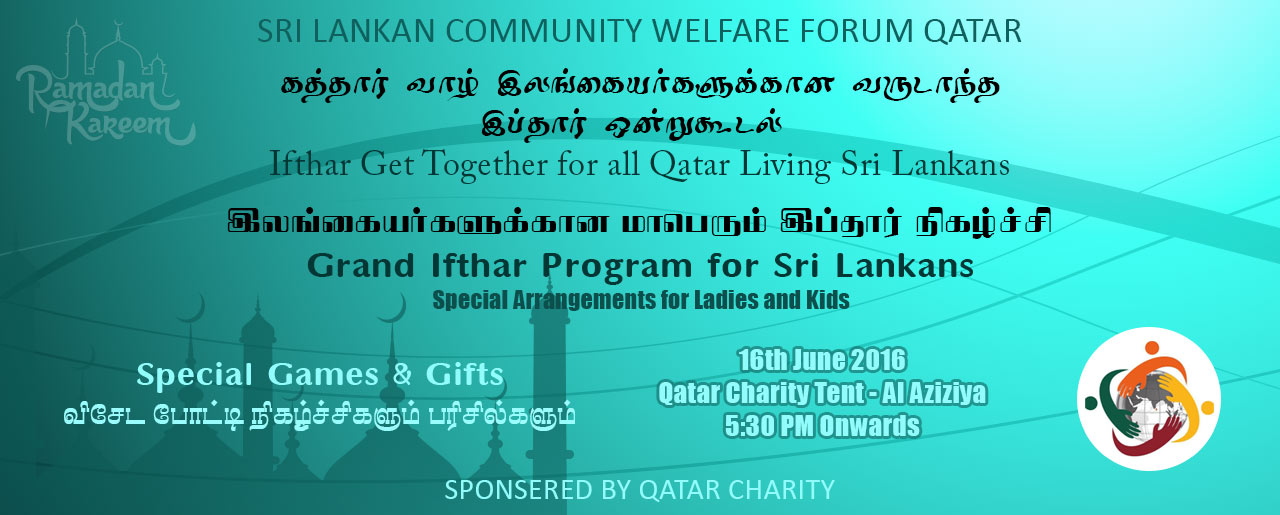 SRI LANKAN COMMUNITY WELFARE FORUM QATAR
Ramadan
Kareem
கத்தார் வாழ் இலங்கையர்களுக்கான வருடாந்த
இப்தார் ஒன்றுகூடல்
Ifthar Get Together for all Qatar Living Sri Lankans
இலங்கையர்களுக்கான மாபெரும் இப்தார் நிகழ்ச்சி
Grand Ifthar Program for Sri Lankans
Special Arrangements for Ladies and Kids
Special Games & Gifts
விசேட போட்டி நிகழ்ச்சிகளும் பரிசில்களும்
16th June 2016
Qatar Charity Tent - Al Aziziya
5:30 PM Onwards
SPONSERED BY QATAR CHARITY